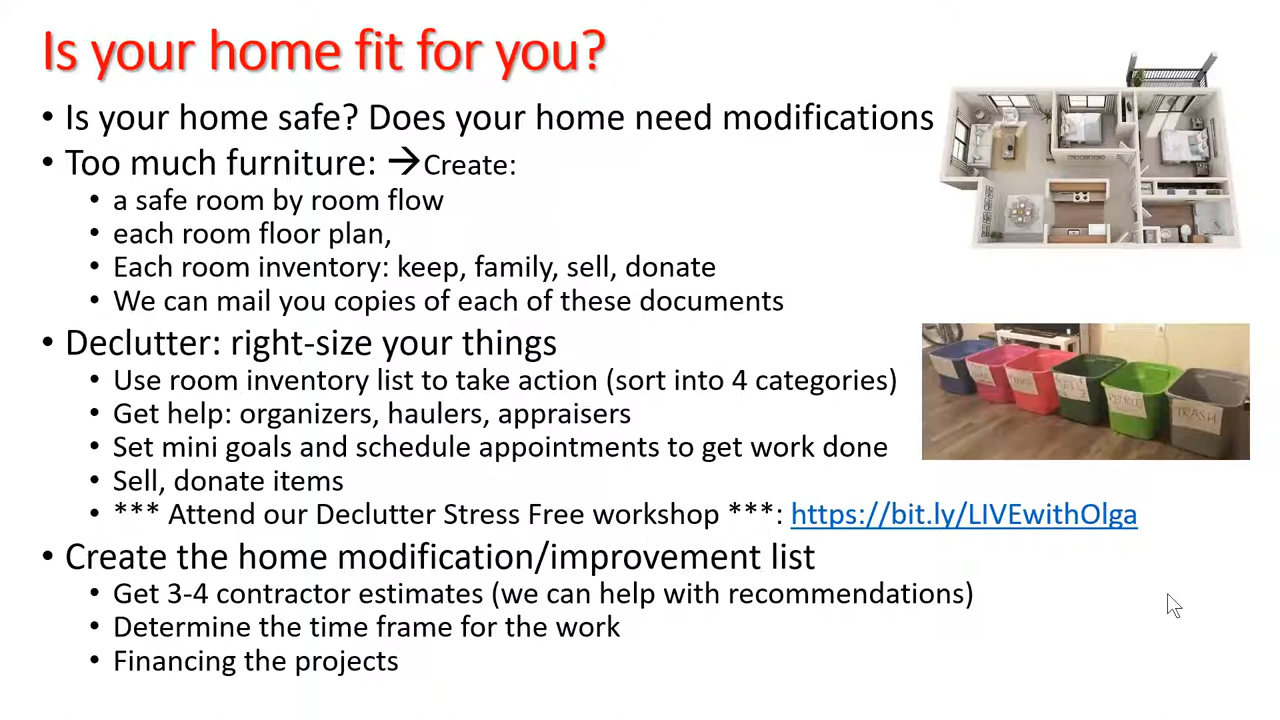 Is your home fit for you?
• Is your home safe? Does your home need modifications
• Too much furniture: →Create:
• a safe room by room flow
• each room floor plan,
• Each room inventory: keep, family, sell, donate
• We can mail you copies of each of these documents
• Declutter: right-size your things
• Use room inventory list to take action (sort into 4 categories)
• Get help: organizers, haulers, appraisers
• Set mini goals and schedule appointments to get work done
• Sell, donate items
• *** Attend our Declutter Stress Free workshop ***: https://bit.ly/LIVEwithOlga
• Create the home modification/improvement list
• Get 3-4 contractor estimates (we can help with recommendations)
• Determine the time frame for the work
• Financing the projects
TRASH